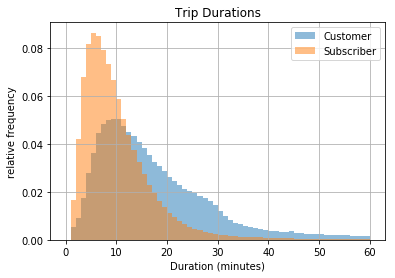 Trip Durations
Customer
Subscriber
relative frequency
0.08
0.06
0.04
0.02
0.00
0 10 20 30 40 50 60
Duration (minutes)